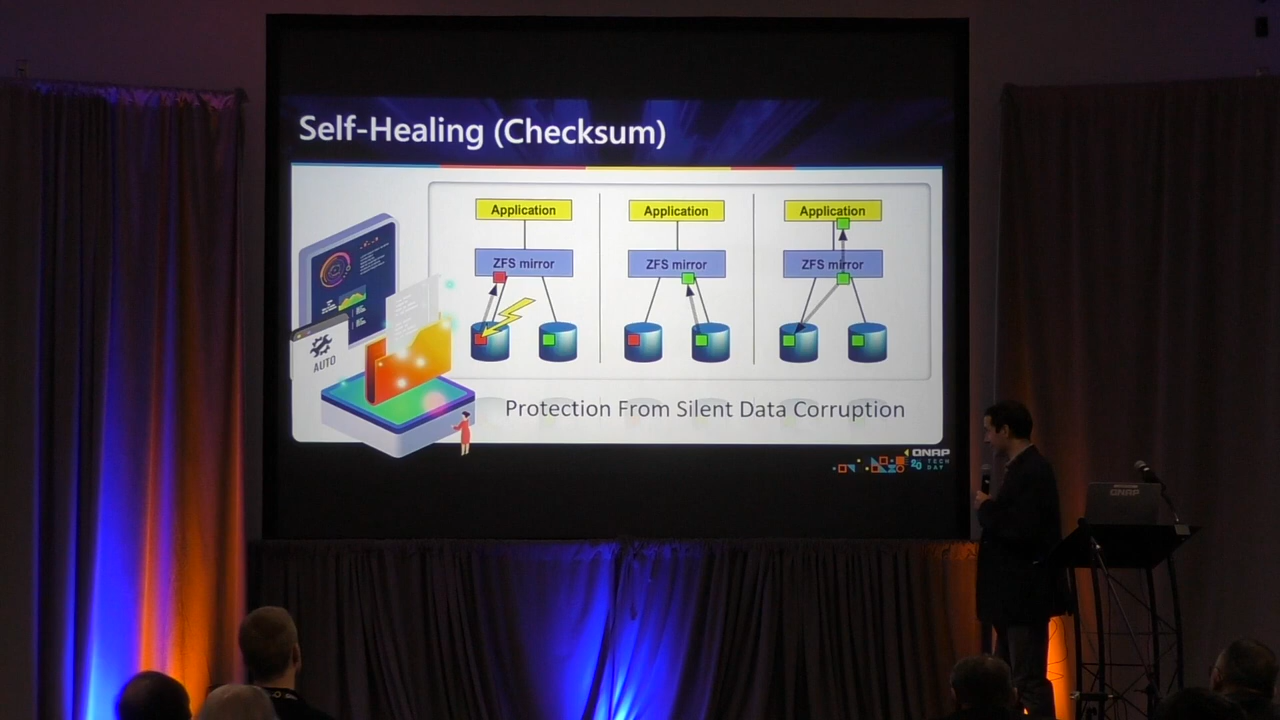 Self-Healing (Checksum)
Application
Application
Application
ZFS mirror
ZFS mirror
ZFS mirror
AUTO
Protection From Silent Data Corruption
QNAP
20 TECH
DAY
QNAP